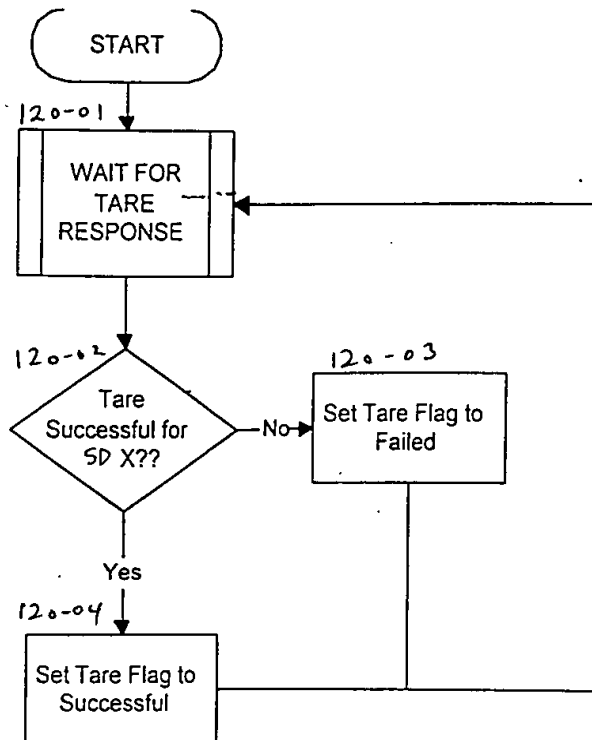 START
120-01
WAIT FOR
TARE
RESPONSE
120-02
Tare
Successful for
SD X??
No
120-03
Set Tare Flag to
Failed
Yes
120-04
Set Tare Flag to
Successful